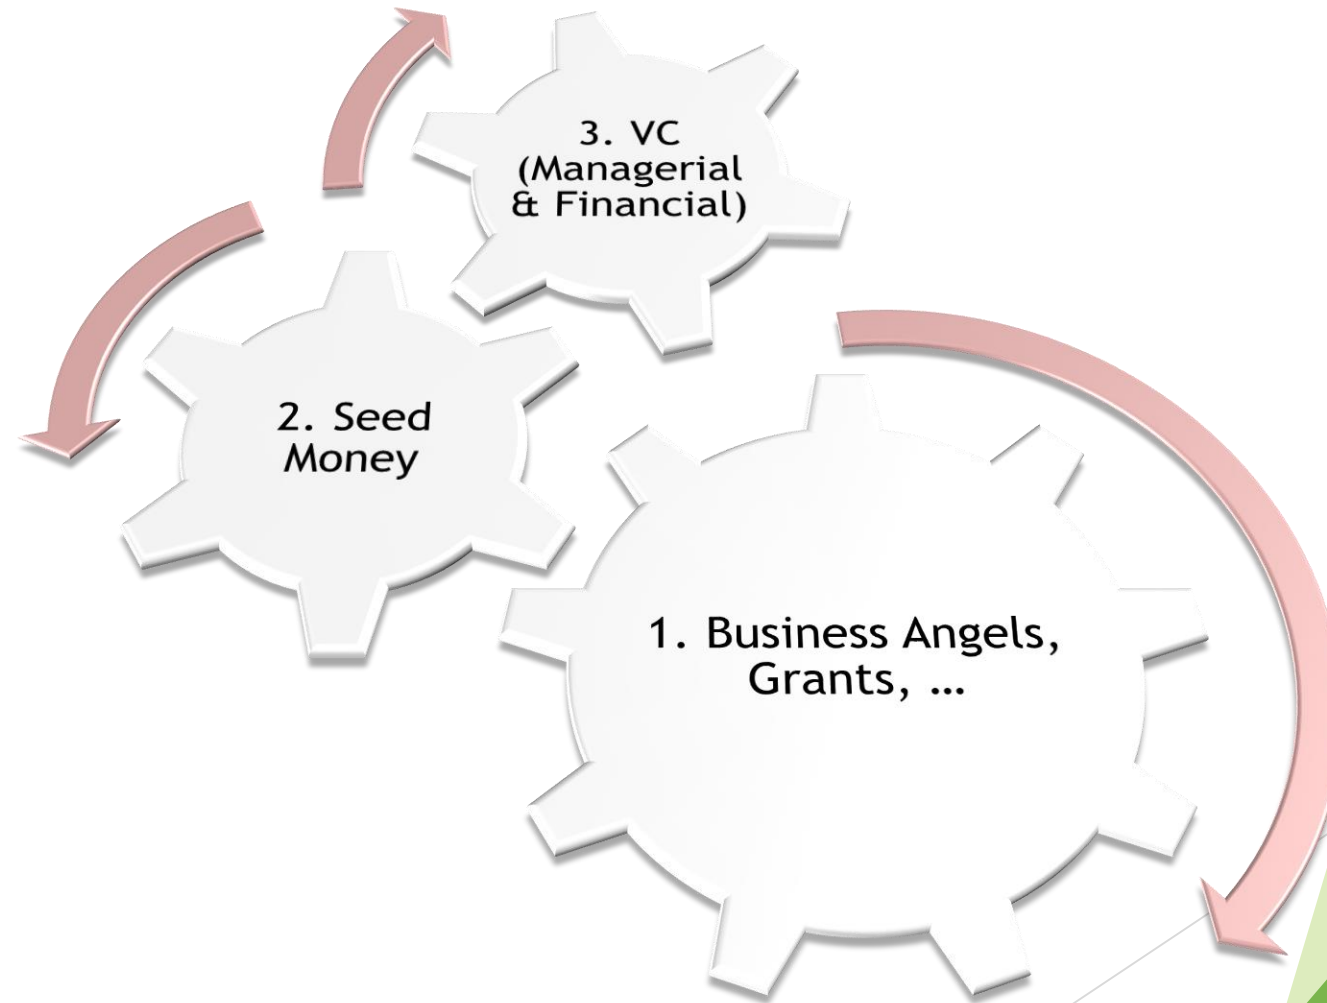 3. VC
(Managerial
& Financial)
2. Seed
Money
1. Business Angels,
Grants, ...